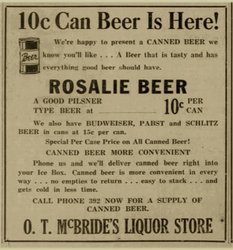 10c Can Beer Is Here!
Beer
We're happy to present a CANNED BEER we
know you'll like . . . A Beer that is tasty and has
everything good beer should have.
ROSALIE BEER
A GOOD PILSNER
TYPE BEER at
10c PER
CAN
We also have BUDWEISER, PABST and SCHLITZ
BEER in cans at 15c per can.
Special Per Case Price on All Canned Beer!
CANNED BEER MORE CONVENIENT
Phone us and we'll deliver canned beer right into
your Ice Box. Canned beer is more convenient in every
way . . . no empties to return . . . easy to stack . . . and
gets cold in less time.
CALL PHONE 392 NOW FOR A SUPPLY OF
CANNED BEER.
O. T. McBRIDE'S LIQUOR STORE